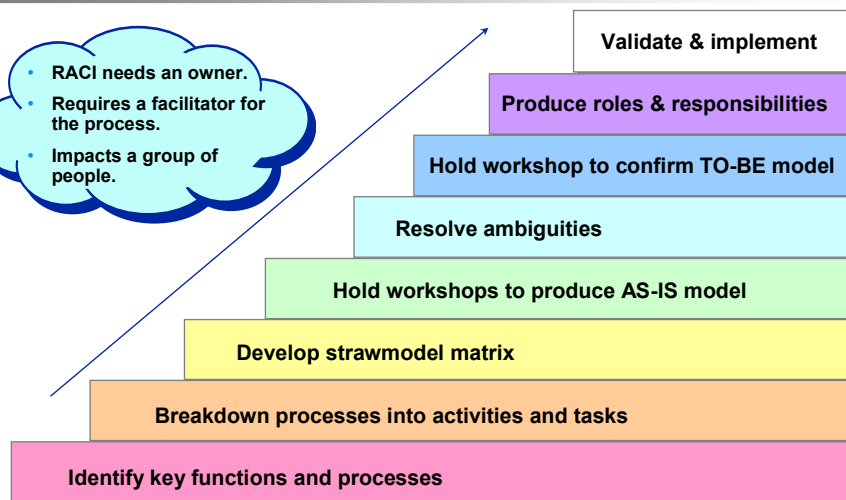 • RACI needs an owner.
• Requires a facilitator for
the process.
• Impacts a group of
people.
Validate & implement
Produce roles & responsibilities
Hold workshop to confirm TO-BE model
Resolve ambiguities
Hold workshops to produce AS-IS model
Develop strawmodel matrix
Breakdown processes into activities and tasks
Identify key functions and processes